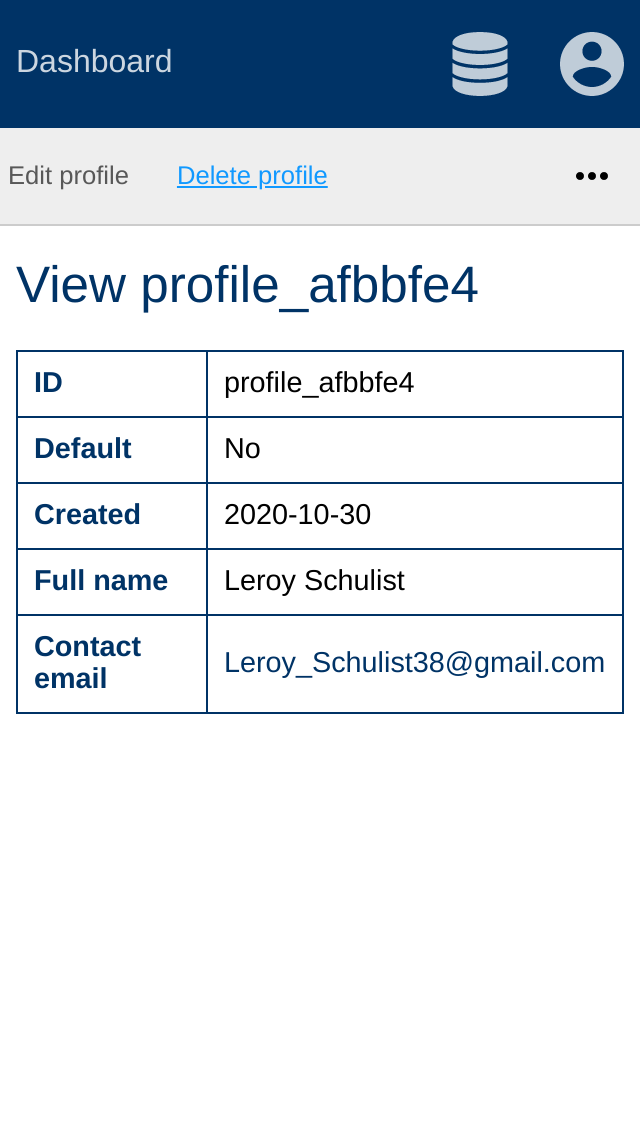 Dashboard
Edit profile Delete profile
View profile_afbbfe4
ID profile_afbbfe4
Default No
Created 2020-10-30
Full name Leroy Schulist
Contact
email Leroy_Schulist38@gmail.com